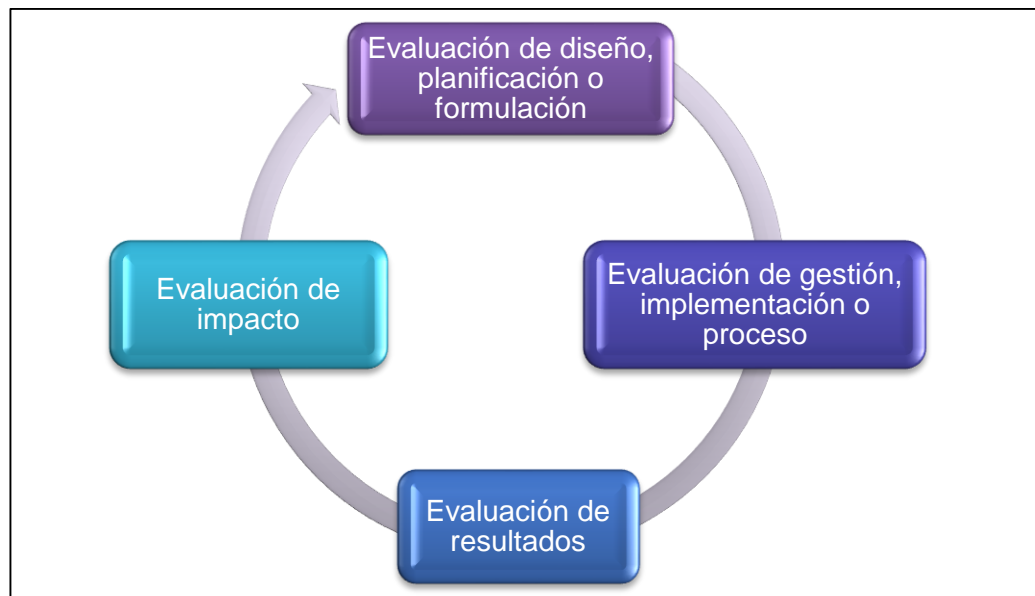 Evaluación de diseño,
planificación o
formulación
Evaluación de gestión,
implementación o
proceso
Evaluación de
resultados
Evaluación de
impacto